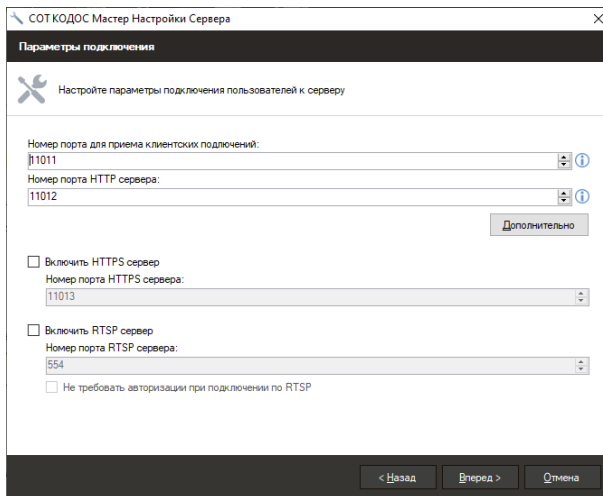 СОТ КОДОС Мастер Настройки Сервера
Параметры подключения
Настройте параметры подключения пользователей к серверу
Номер порта для приема клиентских подлючений:
11011
Номер порта HTTP сервера:
11012
Дополнительно
Включить HTTPS сервер
Номер порта HTTPS сервера:
11013
Включить RTSP сервер
Номер порта RTSP сервера:
554
Не требовать авторизации при подключении по RTSP
< Назад Вперед > Отмена